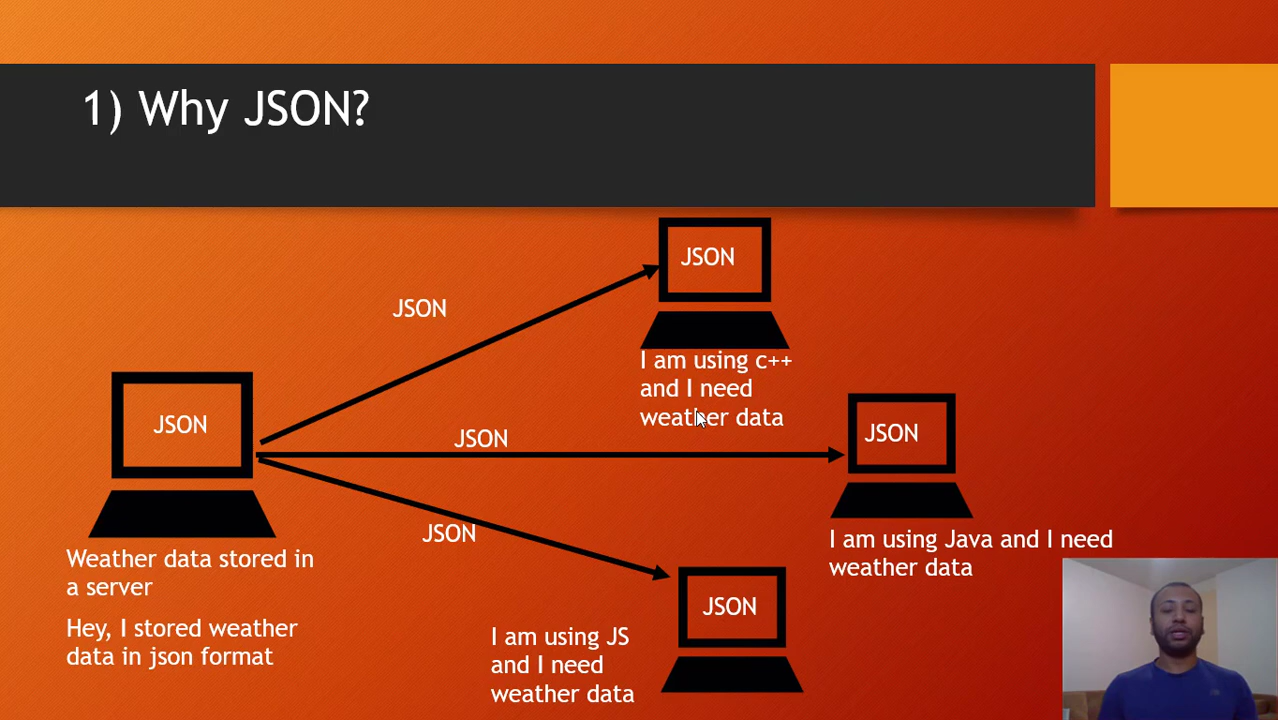 1) Why JSON?
JSON
JSON
I am using c++
and I need
weather data
JSON
JSON
JSON
Weather data stored in
a server
Hey, I stored weather
data in json format
JSON
I am using Java and I need
weather data
JSON
I am using JS
and I need
weather data